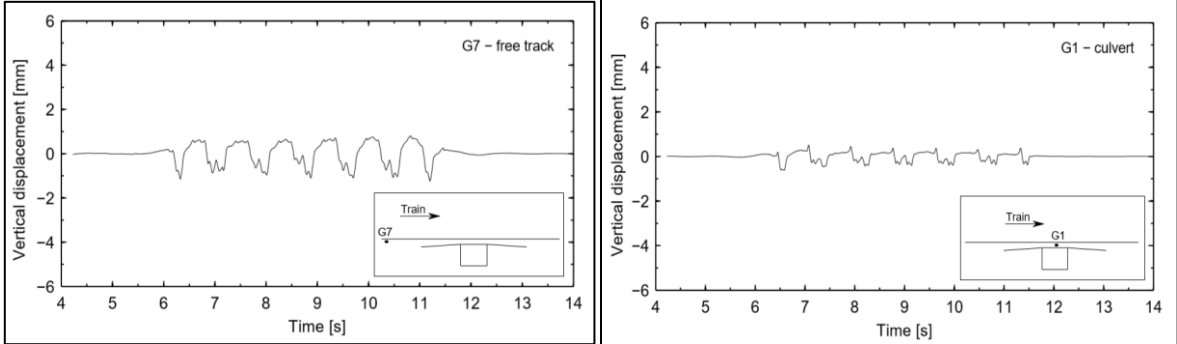 6
G7 − free track
4
2
0
−2
−4
−6
Vertical displacement [mm]
Train
G7
4 5 6 7 8 9 10 11 12 13 14
Time [s]
6
G1 − culvert
4
2
0
−2
−4
−6
Vertical displacement [mm]
Train
G1
4 5 6 7 8 9 10 11 12 13 14
Time [s]